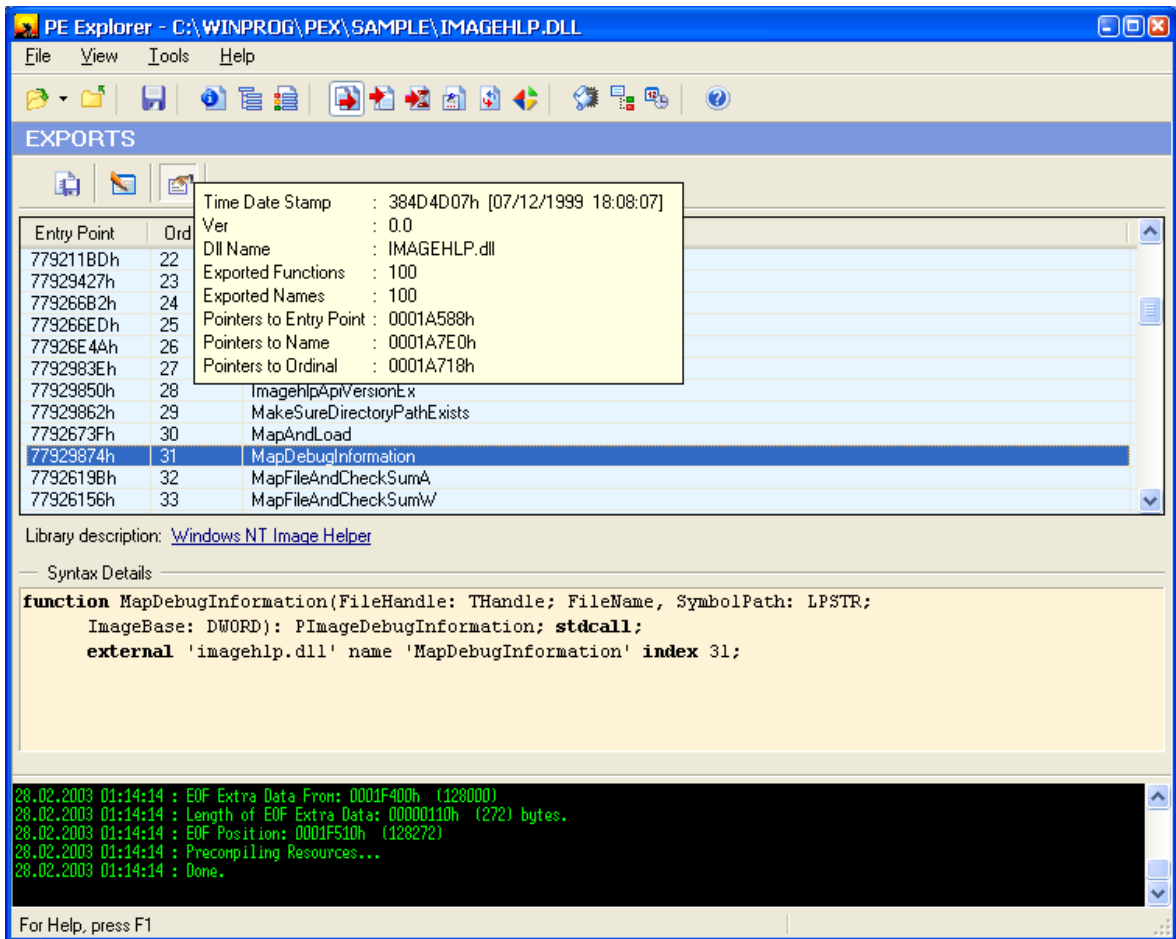 PE Explorer - C:\WINPROG\PEX\SAMPLE\IMAGEHLP.DLL
File View Tools Help
EXPORTS
Time Date Stamp : 384D4D07h [07/12/1999 18:08:07]
Ver : 0.0
Dll Name : IMAGEHLP.dll
Exported Functions : 100
Exported Names : 100
Pointers to Entry Point : 0001A588h
Pointers to Name : 0001A7E0h
Pointers to Ordinal : 0001A718h
Entry Point Ord
779211BDh 22
77929427h 23
779266B2h 24
779266EDh 25
77926E4Ah 26
7792983Eh 27
77929850h 28 ImagehlpApiVersionEx
77929862h 29 MakeSureDirectoryPathExists
7792673Fh 30 MapAndLoad
77929874h 31 MapDebugInformation
7792619Bh 32 MapFileAndCheckSumA
77926156h 33 MapFileAndCheckSumW
Library description: Windows NT Image Helper
Syntax Details
function MapDebugInformation(FileHandle: THandle; FileName, SymbolPath: LPSTR;
ImageBase: DWORD): PImageDebugInformation; stdcall;
external 'imagehlp.dll' name 'MapDebugInformation' index 31;
28.02.2003 01:14:14 : EOF Extra Data From: 0001F400h (128000)
28.02.2003 01:14:14 : Length of EOF Extra Data: 00000110h (272) bytes.
28.02.2003 01:14:14 : EOF Position: 0001F510h (128272)
28.02.2003 01:14:14 : Precompiling Resources...
28.02.2003 01:14:14 : Done.
For Help, press F1